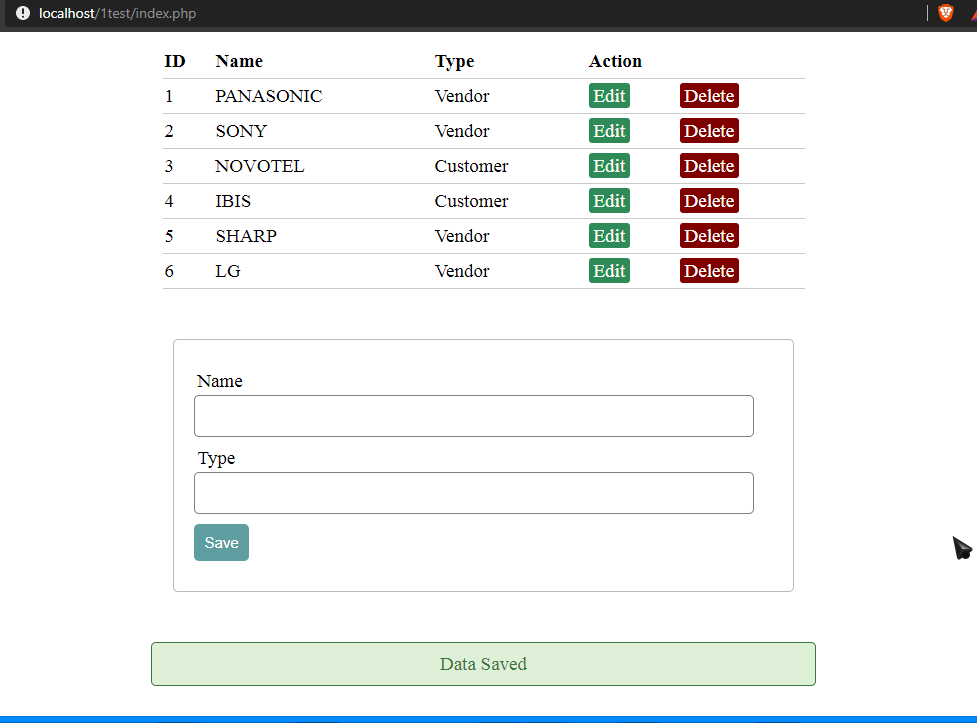 localhost/1test/index.php
ID Name Type Action
1 PANASONIC Vendor Edit Delete
2 SONY Vendor Edit Delete
3 NOVOTEL Customer Edit Delete
4 IBIS Customer Edit Delete
5 SHARP Vendor Edit Delete
6 LG Vendor Edit Delete
Name
Type
Save
Data Saved